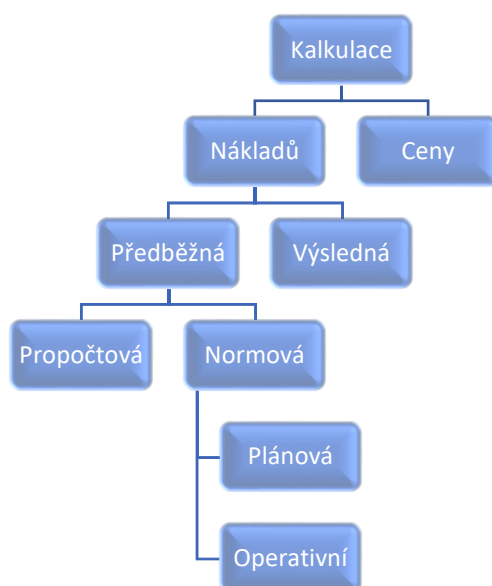 Kalkulace
Nákladů
Ceny
Předběžná
Výsledná
Propočtová
Normová
Plánová
Operativní